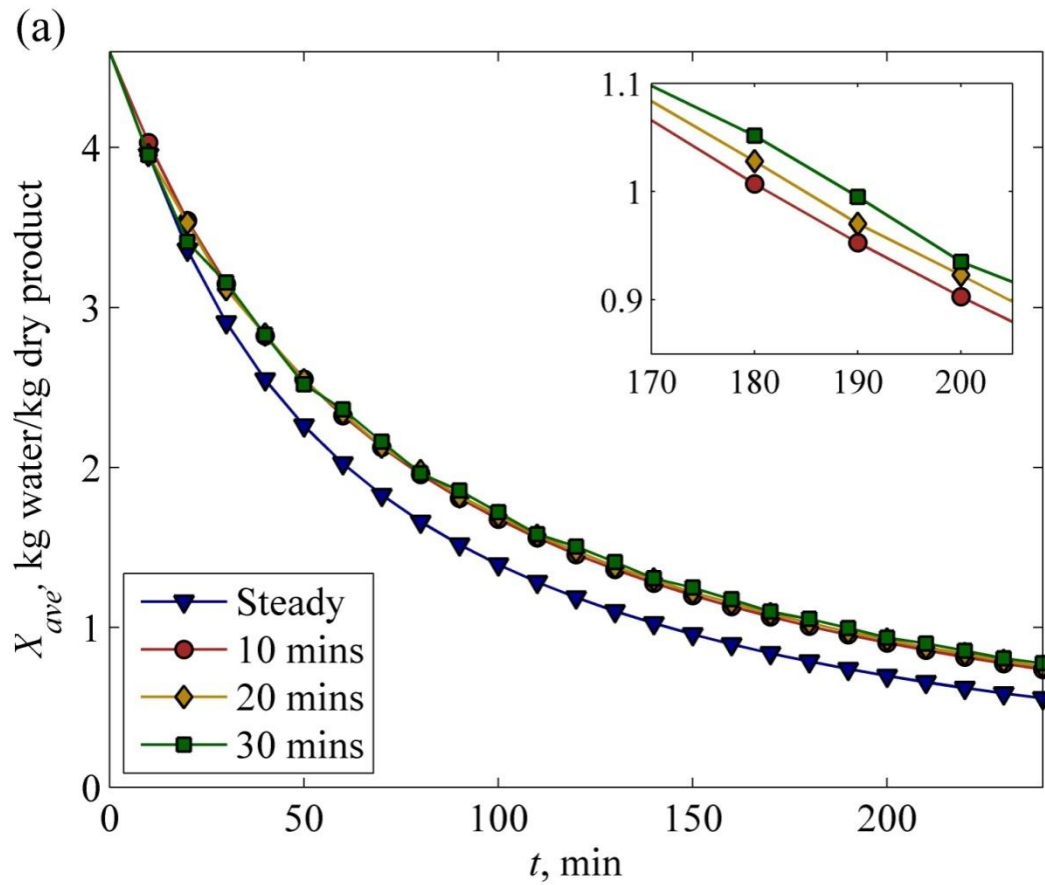 (a)
X_ave, kg water/kg dry product
4
3
2
1
0
0 50 100 150 200
t, min
Steady
10 mins
20 mins
30 mins
1.1
1
0.9
170 180 190 200